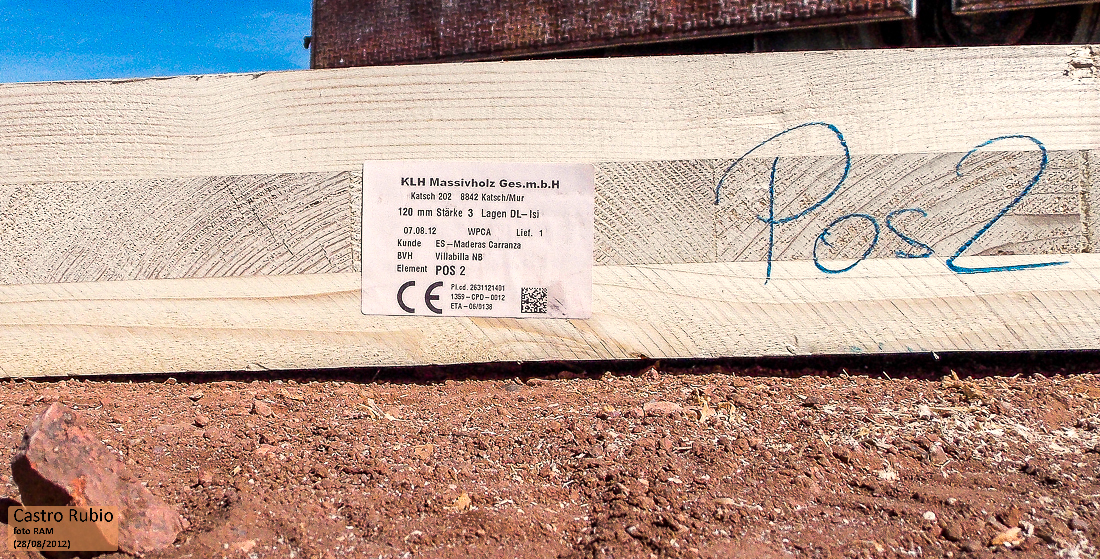 KLH Massivholz Ges.m.b.H
Katsch 202 8842 Katsch/Mur
120 mm Stärke 3 Lagen DL-Isi
07.08.12 WPCA Lief. 1
Kunde ES-Maderas Carranza
BVH Villabilla NB
Element POS 2
CE
Pl.cd. 2631121401
1359-CPD-0012
ETA-06/0138
Pos 2
Castro Rubio
foto RAM
(28/08/2012)